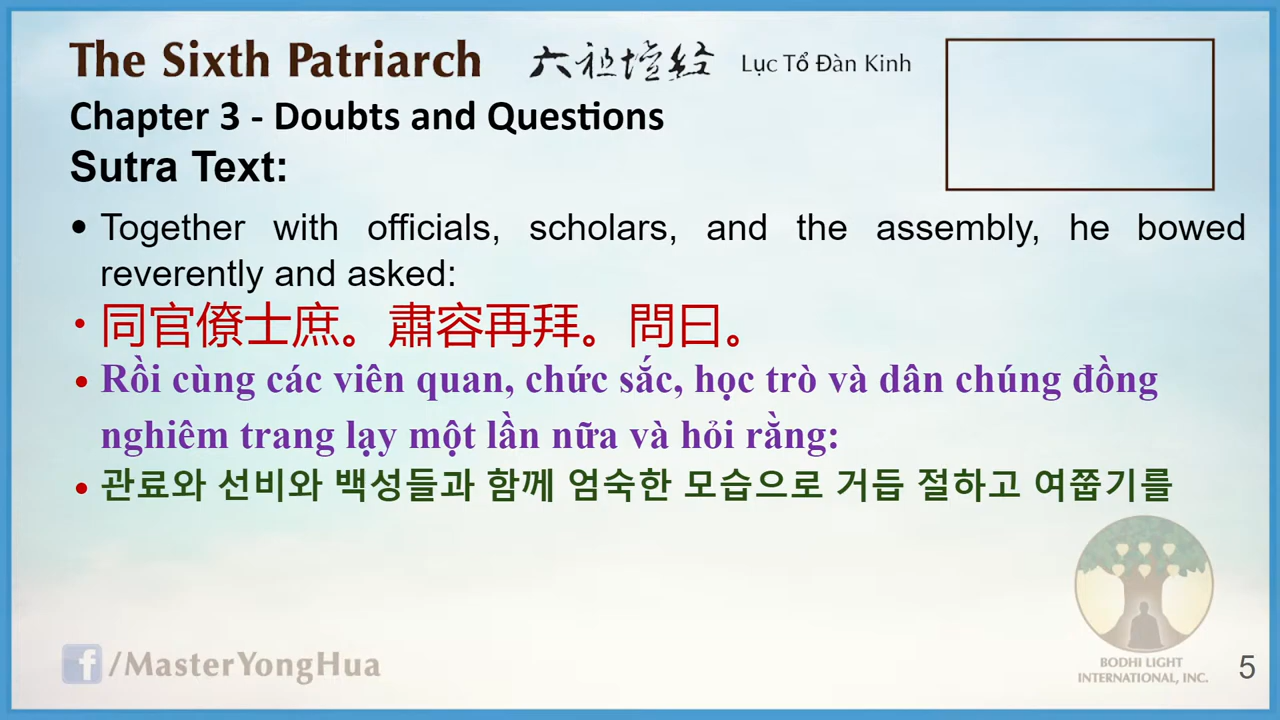 The Sixth Patriarch 六祖壇經 Lục Tổ Đàn Kinh
Chapter 3 - Doubts and Questions
Sutra Text:
• Together with officials, scholars, and the assembly, he bowed
reverently and asked:
• 同官僚士庶。肅容再拜。問曰。
• Rồi cùng các viên quan, chức sắc, học trò và dân chúng đồng
nghiêm trang lạy một lần nữa và hỏi rằng:
• 관료와 선비와 백성들과 함께 엄숙한 모습으로 거듭 절하고 여쭙기를
f /MasterYongHua
BODHI LIGHT
INTERNATIONAL, INC.
5